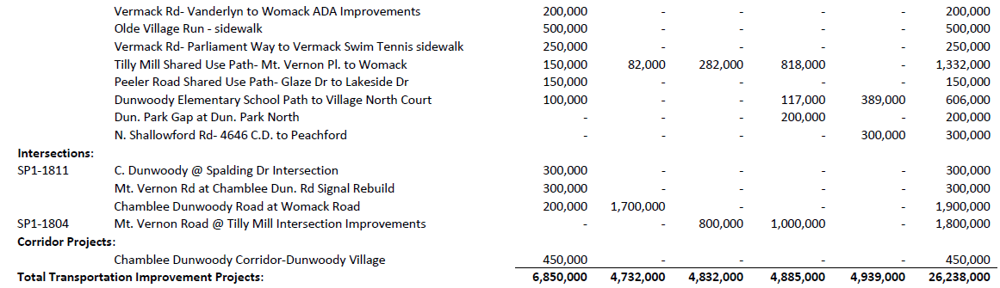 Vermack Rd- Vanderlyn to Womack ADA Improvements 200,000 - - - - 200,000
Olde Village Run - sidewalk 500,000 - - - - 500,000
Vermack Rd- Parliament Way to Vermack Swim Tennis sidewalk 250,000 - - - - 250,000
Tilly Mill Shared Use Path- Mt. Vernon Pl. to Womack 150,000 82,000 282,000 818,000 - 1,332,000
Peeler Road Shared Use Path- Glaze Dr to Lakeside Dr 150,000 - - - - 150,000
Dunwoody Elementary School Path to Village North Court 100,000 - - 117,000 389,000 606,000
Dun. Park Gap at Dun. Park North - - - 200,000 - 200,000
N. Shallowford Rd- 4646 C.D. to Peachford - - - - 300,000 300,000
Intersections:
SP1-1811 C. Dunwoody @ Spalding Dr Intersection 300,000 - - - - 300,000
Mt. Vernon Rd at Chamblee Dun. Rd Signal Rebuild 300,000 - - - - 300,000
Chamblee Dunwoody Road at Womack Road 200,000 1,700,000 - - - 1,900,000
SP1-1804 Mt. Vernon Road @ Tilly Mill Intersection Improvements - - 800,000 1,000,000 - 1,800,000
Corridor Projects:
Chamblee Dunwoody Corridor-Dunwoody Village 450,000 - - - - 450,000
Total Transportation Improvement Projects: 6,850,000 4,732,000 4,832,000 4,885,000 4,939,000 26,238,000